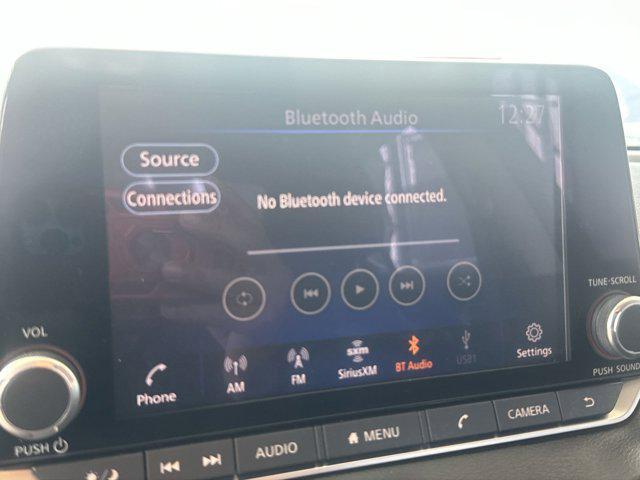 Bluetooth Audio
12:27
Source
Connections
No Bluetooth device connected.
TUNE·SCROLL
VOL
Phone
AM
FM
sxm
SiriusXM
BT Audio
USB1
Settings
PUSH
PUSH SOUND
AUDIO
MENU
CAMERA